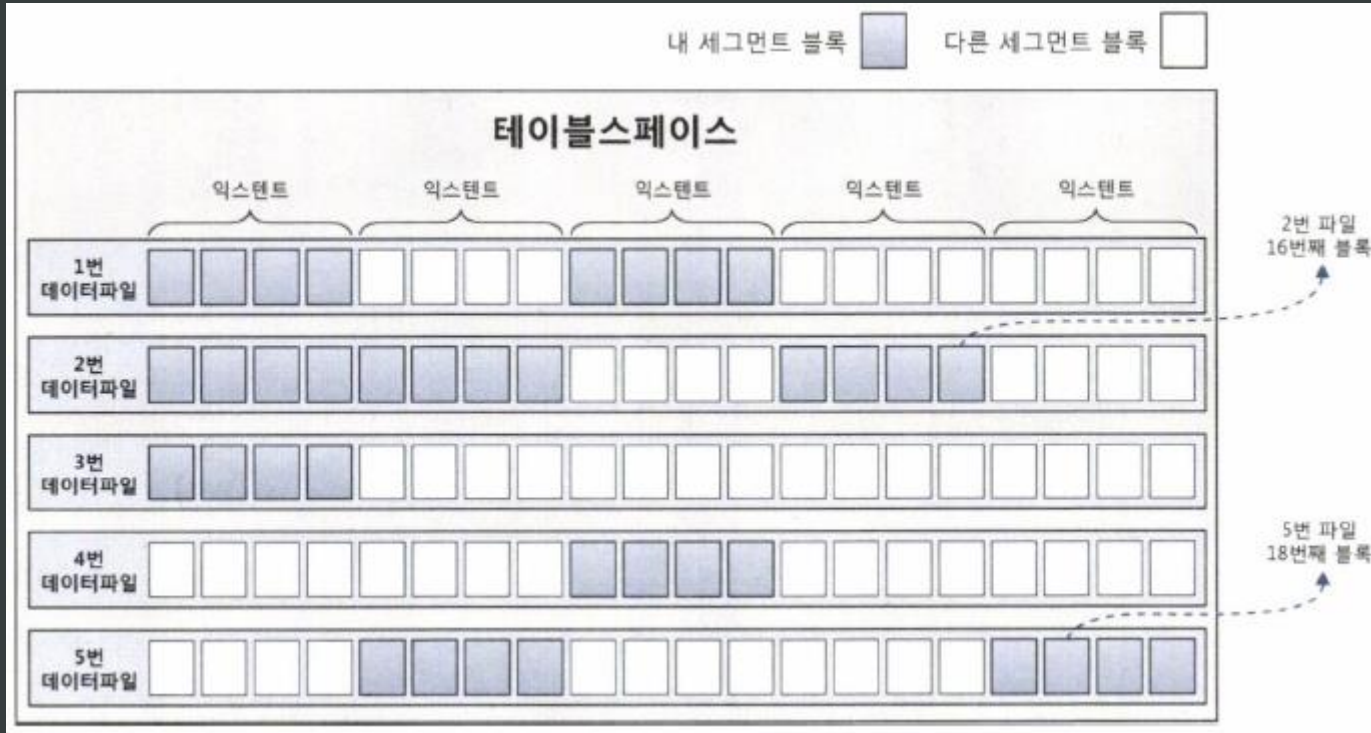 내 세그먼트 블록
다른 세그먼트 블록
테이블스페이스
익스텐트
익스텐트
익스텐트
익스텐트
익스텐트
1번
데이터파일
2번 파일
16번째 블록
2번
데이터파일
3번
데이터파일
4번
데이터파일
5번 파일
18번째 블록
5번
데이터파일